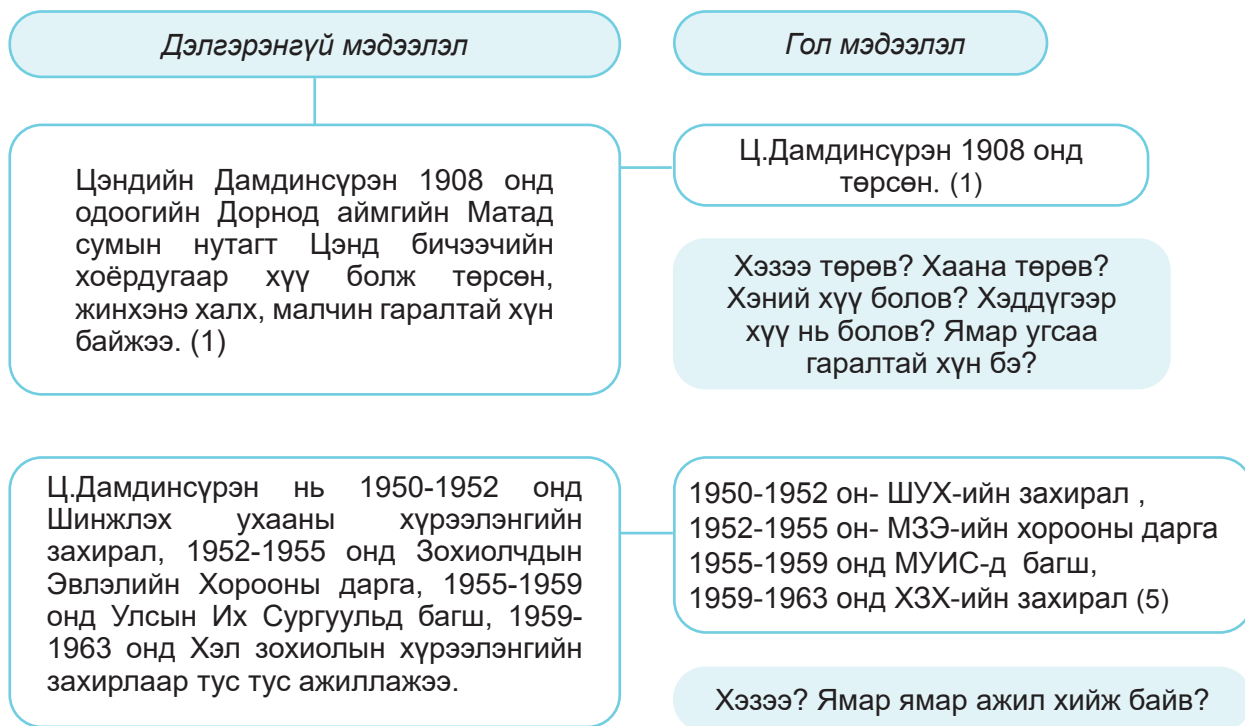 Дэлгэрэнгүй мэдээлэл
Гол мэдээлэл
Цэндийн Дамдинсүрэн 1908 онд
одоогийн Дорнод аймгийн Матад
сумын нутагт Цэнд бичээчийн
хоёрдугаар хүү болж төрсөн,
жинхэнэ халх, малчин гаралтай хүн
байжээ. (1)
Ц.Дамдинсүрэн 1908 онд
төрсөн. (1)
Хэзээ төрөв? Хаана төрөв?
Хэний хүү болов? Хэддүгээр
хүү нь болов? Ямар угсаа
гаралтай хүн бэ?
Ц.Дамдинсүрэн нь 1950-1952 онд
Шинжлэх ухааны хүрээлэнгийн
захирал, 1952-1955 онд Зохиолчдын
Эвлэлийн Хорооны дарга, 1955-1959
онд Улсын Их Сургуульд багш, 1959-
1963 онд Хэл зохиолын хүрээлэнгийн
захирлаар тус тус ажиллажээ.
1950-1952 он- ШУХ-ийн захирал ,
1952-1955 он- МЗЭ-ийн хорооны дарга
1955-1959 онд МУИС-д багш,
1959-1963 онд ХЗХ-ийн захирал (5)
Хэзээ? Ямар ямар ажил хийж байв?